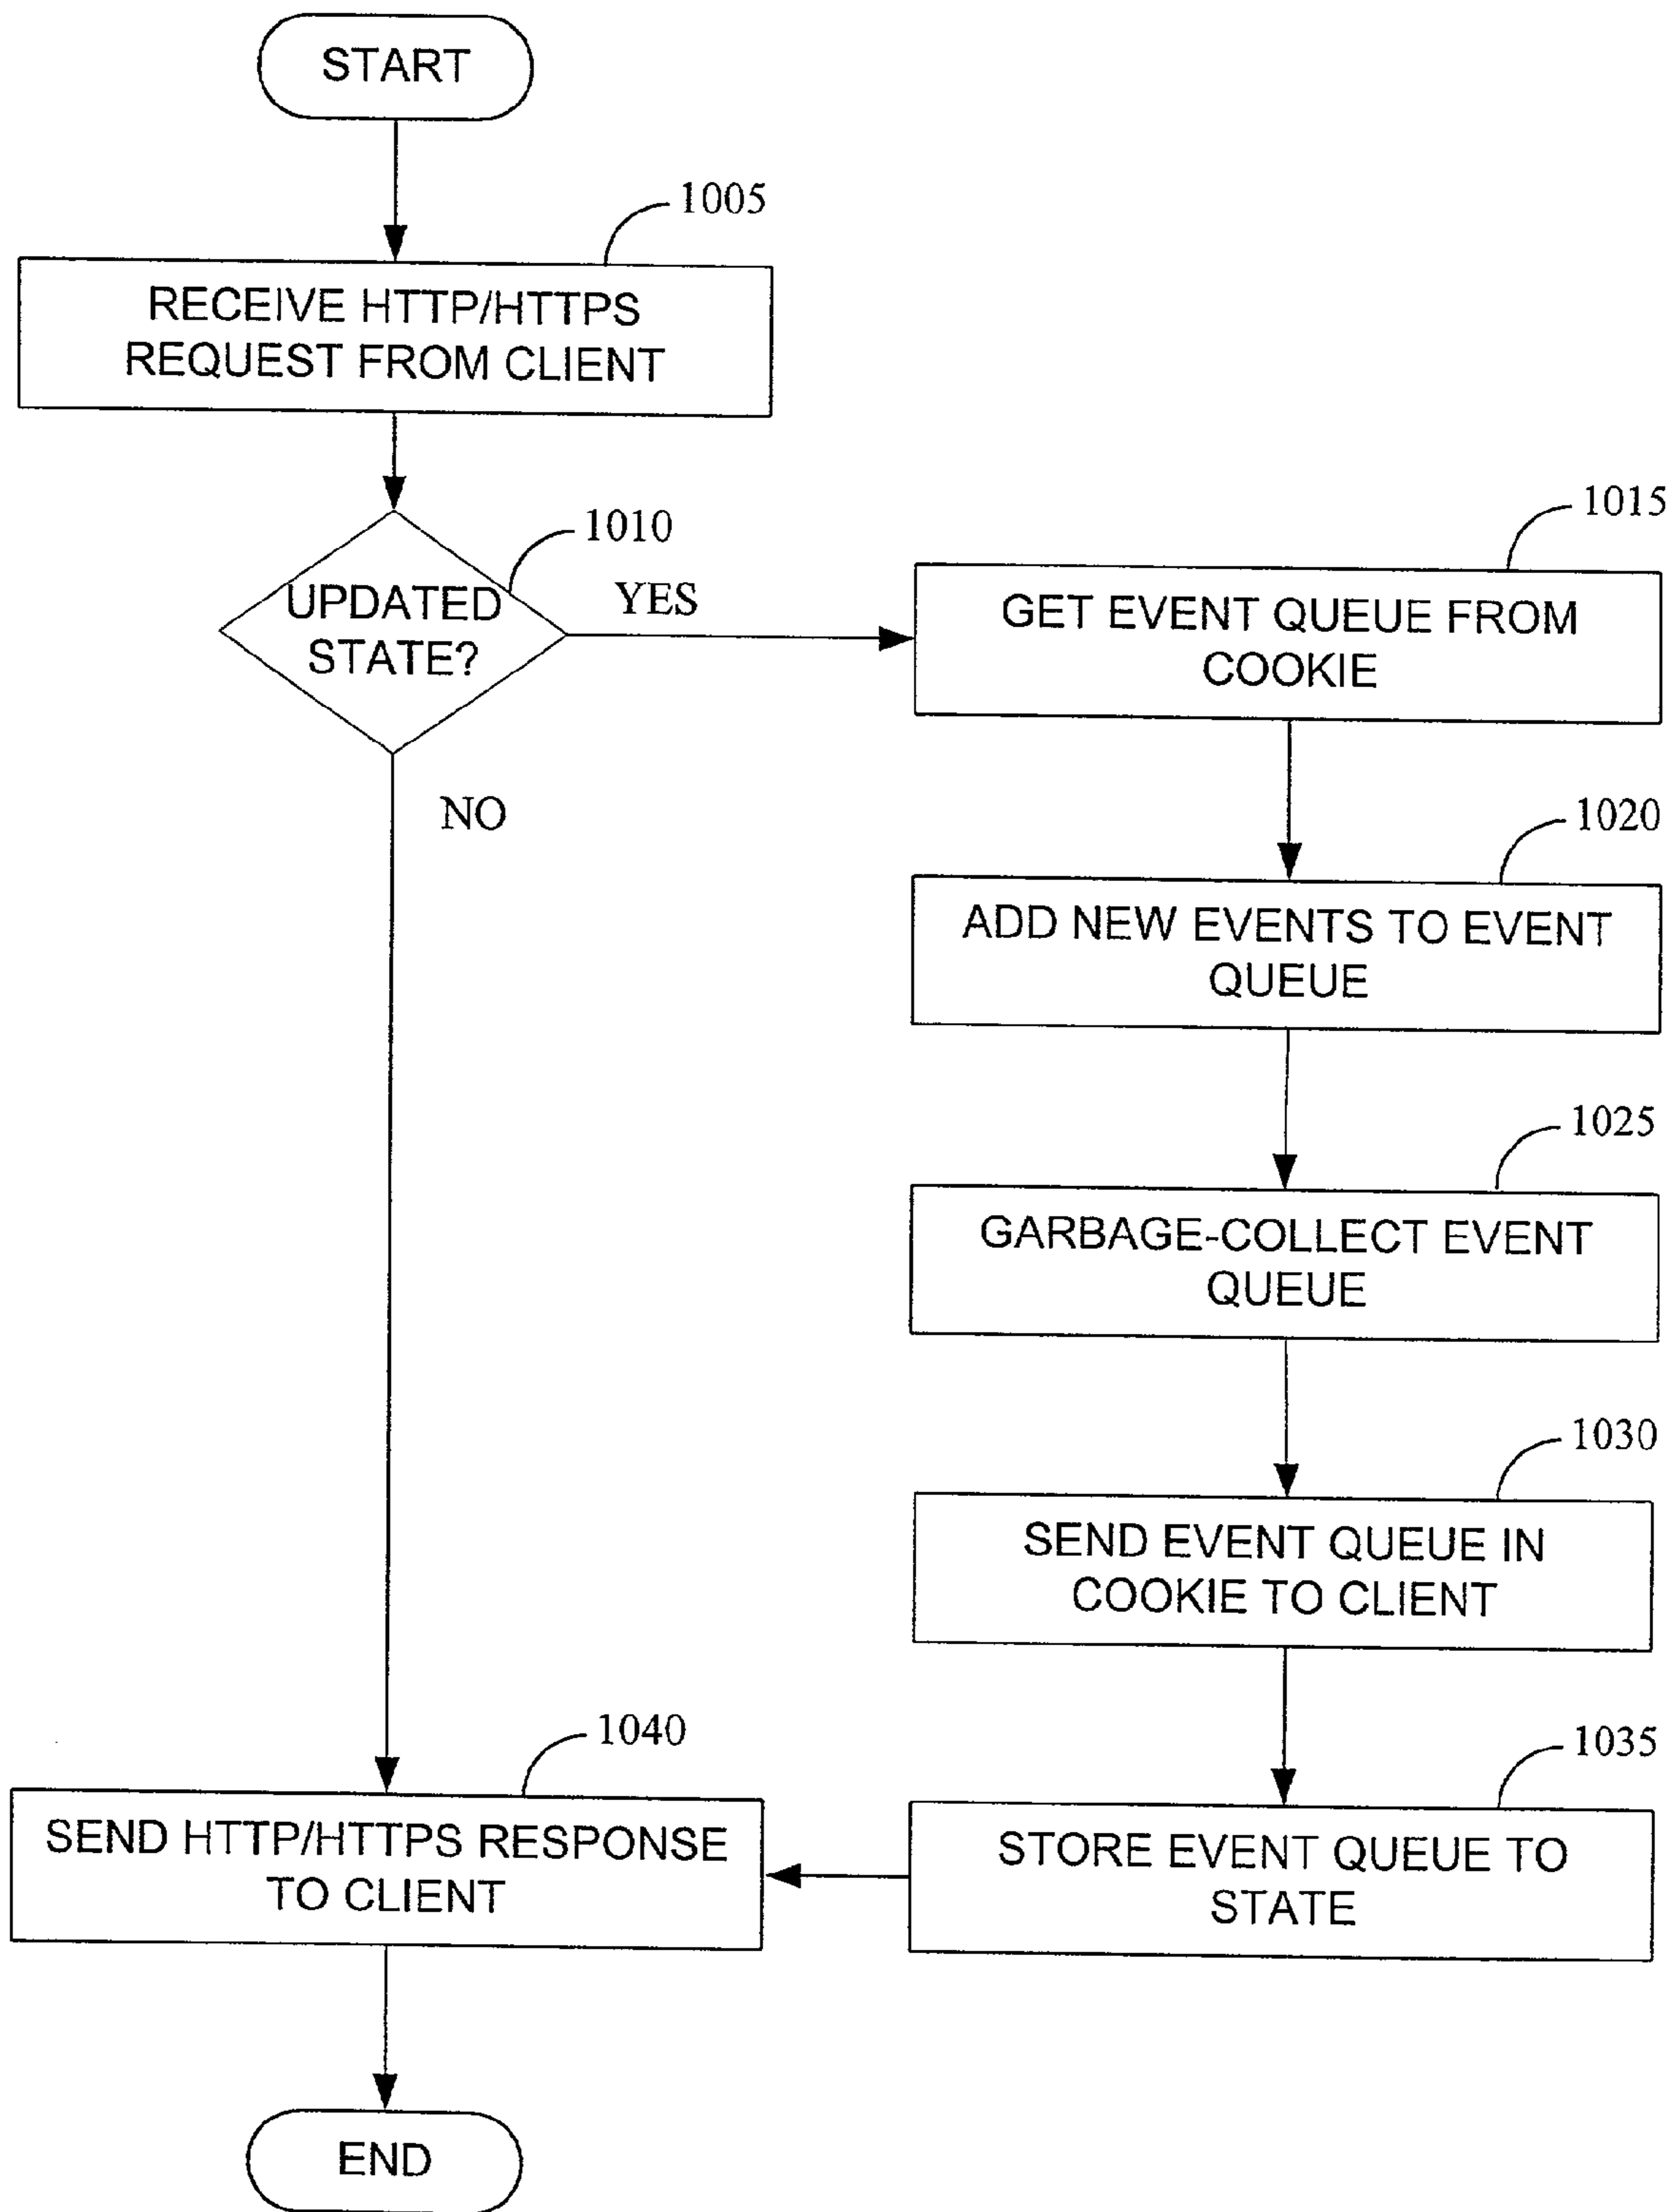 START
1005
RECEIVE HTTP/HTTPS
REQUEST FROM CLIENT
1010
UPDATED
STATE?
YES
NO
1015
GET EVENT QUEUE FROM
COOKIE
1020
ADD NEW EVENTS TO EVENT
QUEUE
1025
GARBAGE-COLLECT EVENT
QUEUE
1030
SEND EVENT QUEUE IN
COOKIE TO CLIENT
1035
STORE EVENT QUEUE TO
STATE
1040
SEND HTTP/HTTPS RESPONSE
TO CLIENT
END